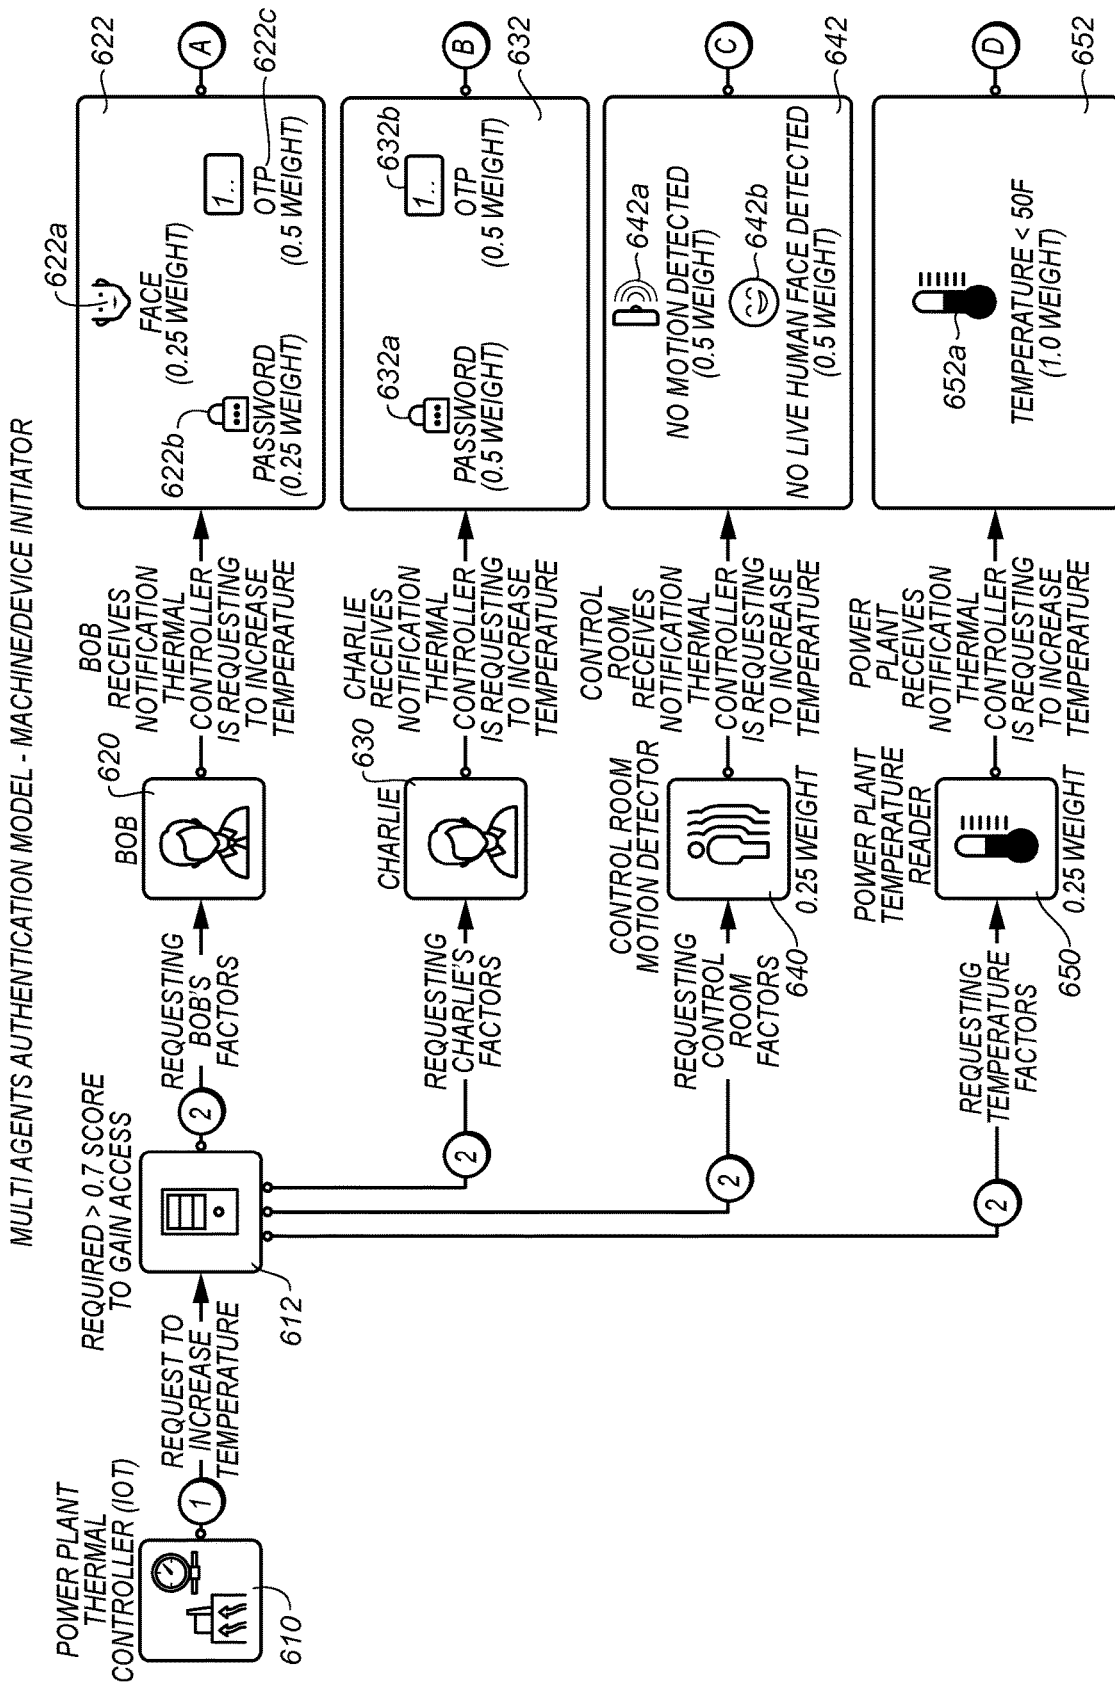 MULTI AGENTS AUTHENTICATION MODEL - MACHINE/DEVICE INITIATOR
POWER PLANT
THERMAL
CONTROLLER (IOT)
610
1
REQUEST TO
INCREASE
TEMPERATURE
REQUIRED > 0.7 SCORE
TO GAIN ACCESS
612
2
REQUESTING
BOB'S
FACTORS
BOB
620
BOB
RECEIVES
NOTIFICATION
THERMAL
CONTROLLER
IS REQUESTING
TO INCREASE
TEMPERATURE
622
622a
FACE
(0.25 WEIGHT)
622b
PASSWORD
(0.25 WEIGHT)
1..
OTP
(0.5 WEIGHT)
622c
A
2
REQUESTING
CHARLIE'S
FACTORS
CHARLIE
630
CHARLIE
RECEIVES
NOTIFICATION
THERMAL
CONTROLLER
IS REQUESTING
TO INCREASE
TEMPERATURE
632a
PASSWORD
(0.5 WEIGHT)
632b
1..
OTP
(0.5 WEIGHT)
632
B
2
REQUESTING
CONTROL
ROOM
FACTORS
CONTROL ROOM
MOTION DETECTOR
640
0.25 WEIGHT
CONTROL
ROOM
RECEIVES
NOTIFICATION
THERMAL
CONTROLLER
IS REQUESTING
TO INCREASE
TEMPERATURE
642a
NO MOTION DETECTED
(0.5 WEIGHT)
642b
NO LIVE HUMAN FACE DETECTED
(0.5 WEIGHT)
642
C
2
REQUESTING
TEMPERATURE
FACTORS
POWER PLANT
TEMPERATURE
READER
650
0.25 WEIGHT
POWER
PLANT
RECEIVES
NOTIFICATION
THERMAL
CONTROLLER
IS REQUESTING
TO INCREASE
TEMPERATURE
652a
TEMPERATURE < 50F
(1.0 WEIGHT)
652
D